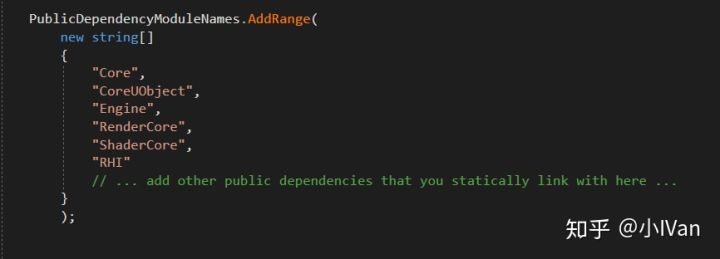 PublicDependencyModuleNames.AddRange(
new string[]
{
"Core",
"CoreUObject",
"Engine",
"RenderCore",
"ShaderCore",
"RHI"
// ... add other public dependencies that you statically link with here ...
}
);
知乎 @小IVan